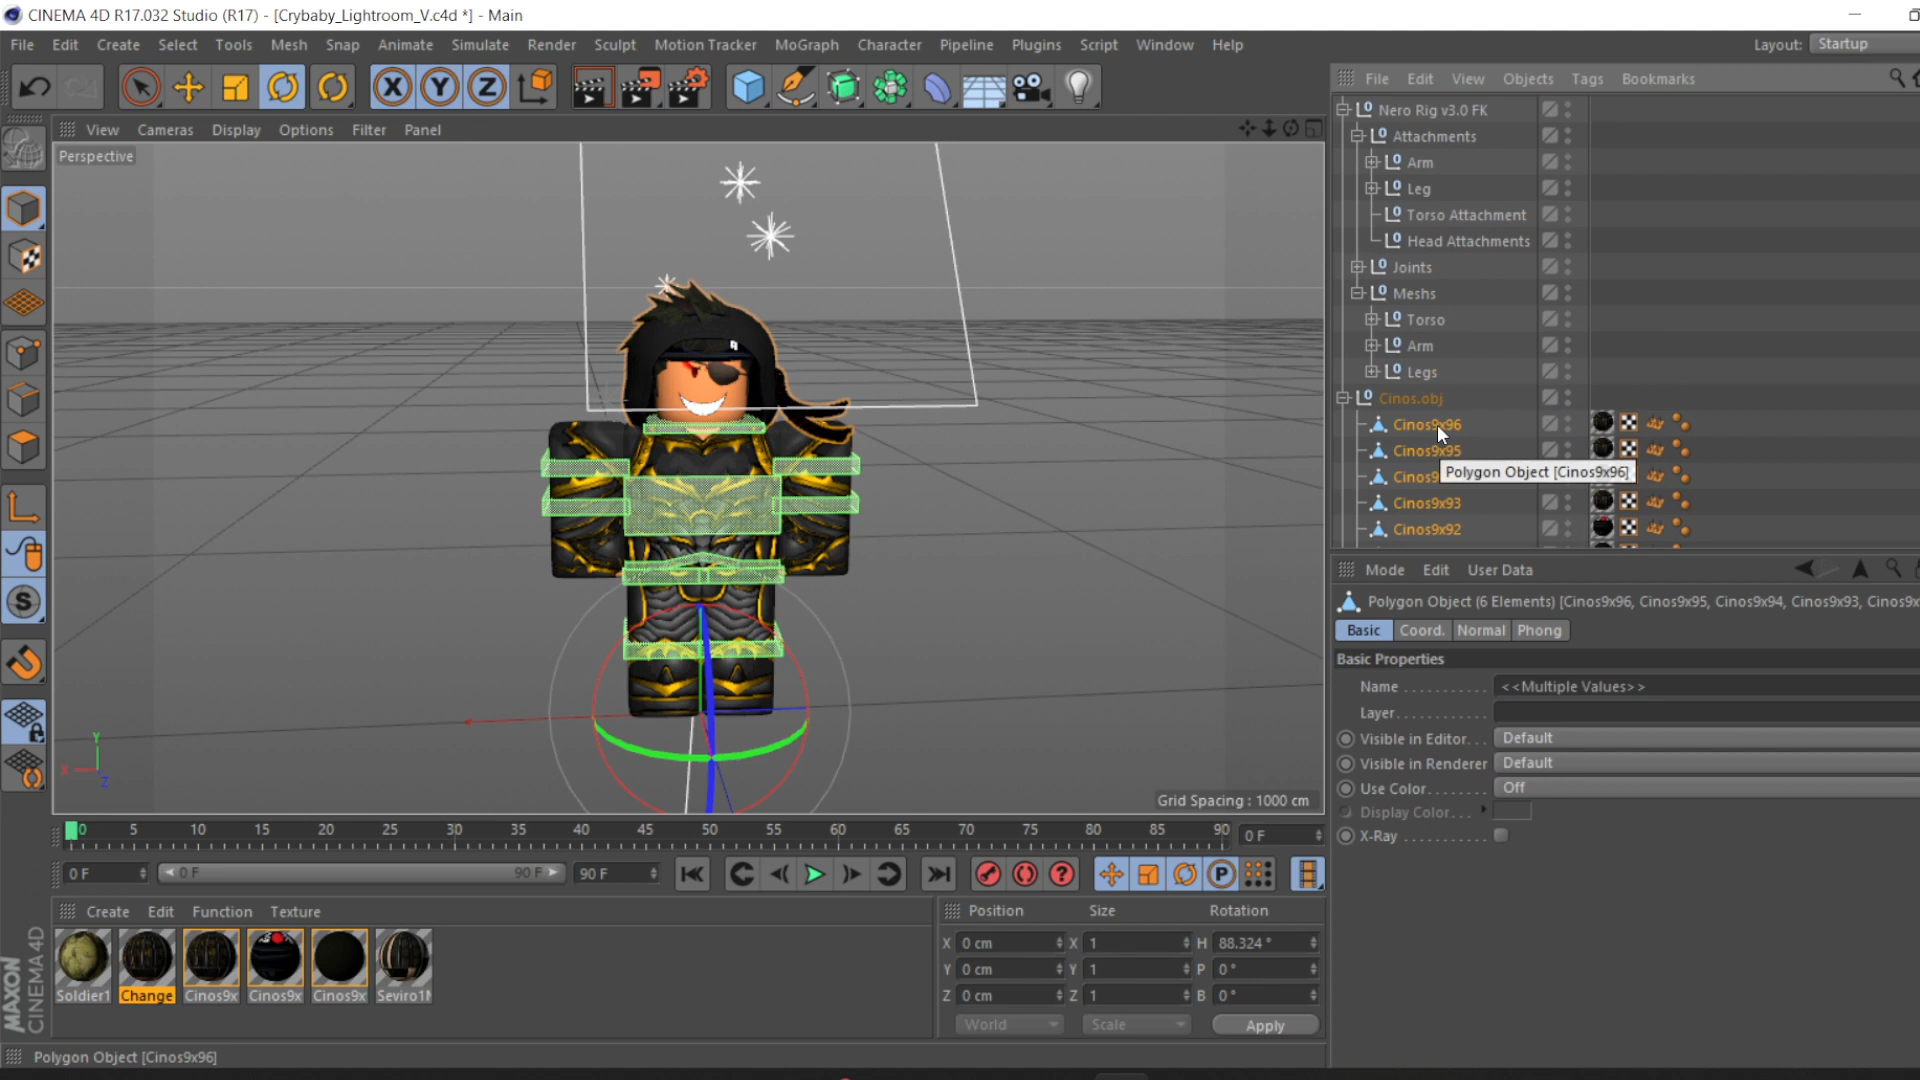 CINEMA 4D R17.032 Studio (R17) - [Crybaby_Lightroom_V.c4d *] - Main
File Edit Create Select Tools Mesh Snap Animate Simulate Render Sculpt Motion Tracker MoGraph Character Pipeline Plugins Script Window Help
Layout: Startup
X Y Z
File Edit View Objects Tags Bookmarks
View Cameras Display Options Filter Panel
Perspective
Nero Rig v3.0 FK
Attachments
Arm
Leg
Torso Attachment
Head Attachments
Joints
Meshs
Torso
Arm
Legs
Cinos.obj
Cinos9x96
Cinos9x95
Polygon Object [Cinos9x96]
Cinos9
Cinos9x93
Cinos9x92
Mode Edit User Data
Polygon Object (6 Elements) [Cinos9x96, Cinos9x95, Cinos9x94, Cinos9x93, Cinos9x
Basic Coord. Normal Phong
Basic Properties
Name . . . . . . . . . . . <<Multiple Values>>
Layer. . . . . . . . . . .
Visible in Editor. . . Default
Visible in Renderer Default
Use Color. . . . . . . . Off
Display Color. . .
X-Ray . . . . . . . . . . .
Y
X
Z
Grid Spacing : 1000 cm
0 5 10 15 20 25 30 35 40 45 50 55 60 65 70 75 80 85 90 0 F
0 F 0 F 90 F 90 F
P
Create Edit Function Texture
Soldier1 Change Cinos9x Cinos9x Cinos9x Seviro1
Position Size Rotation
X 0 cm X 1 H 88.324 °
Y 0 cm Y 1 P 0 °
Z 0 cm Z 1 B 0 °
World Scale Apply
MAXON
CINEMA 4D
Polygon Object [Cinos9x96]